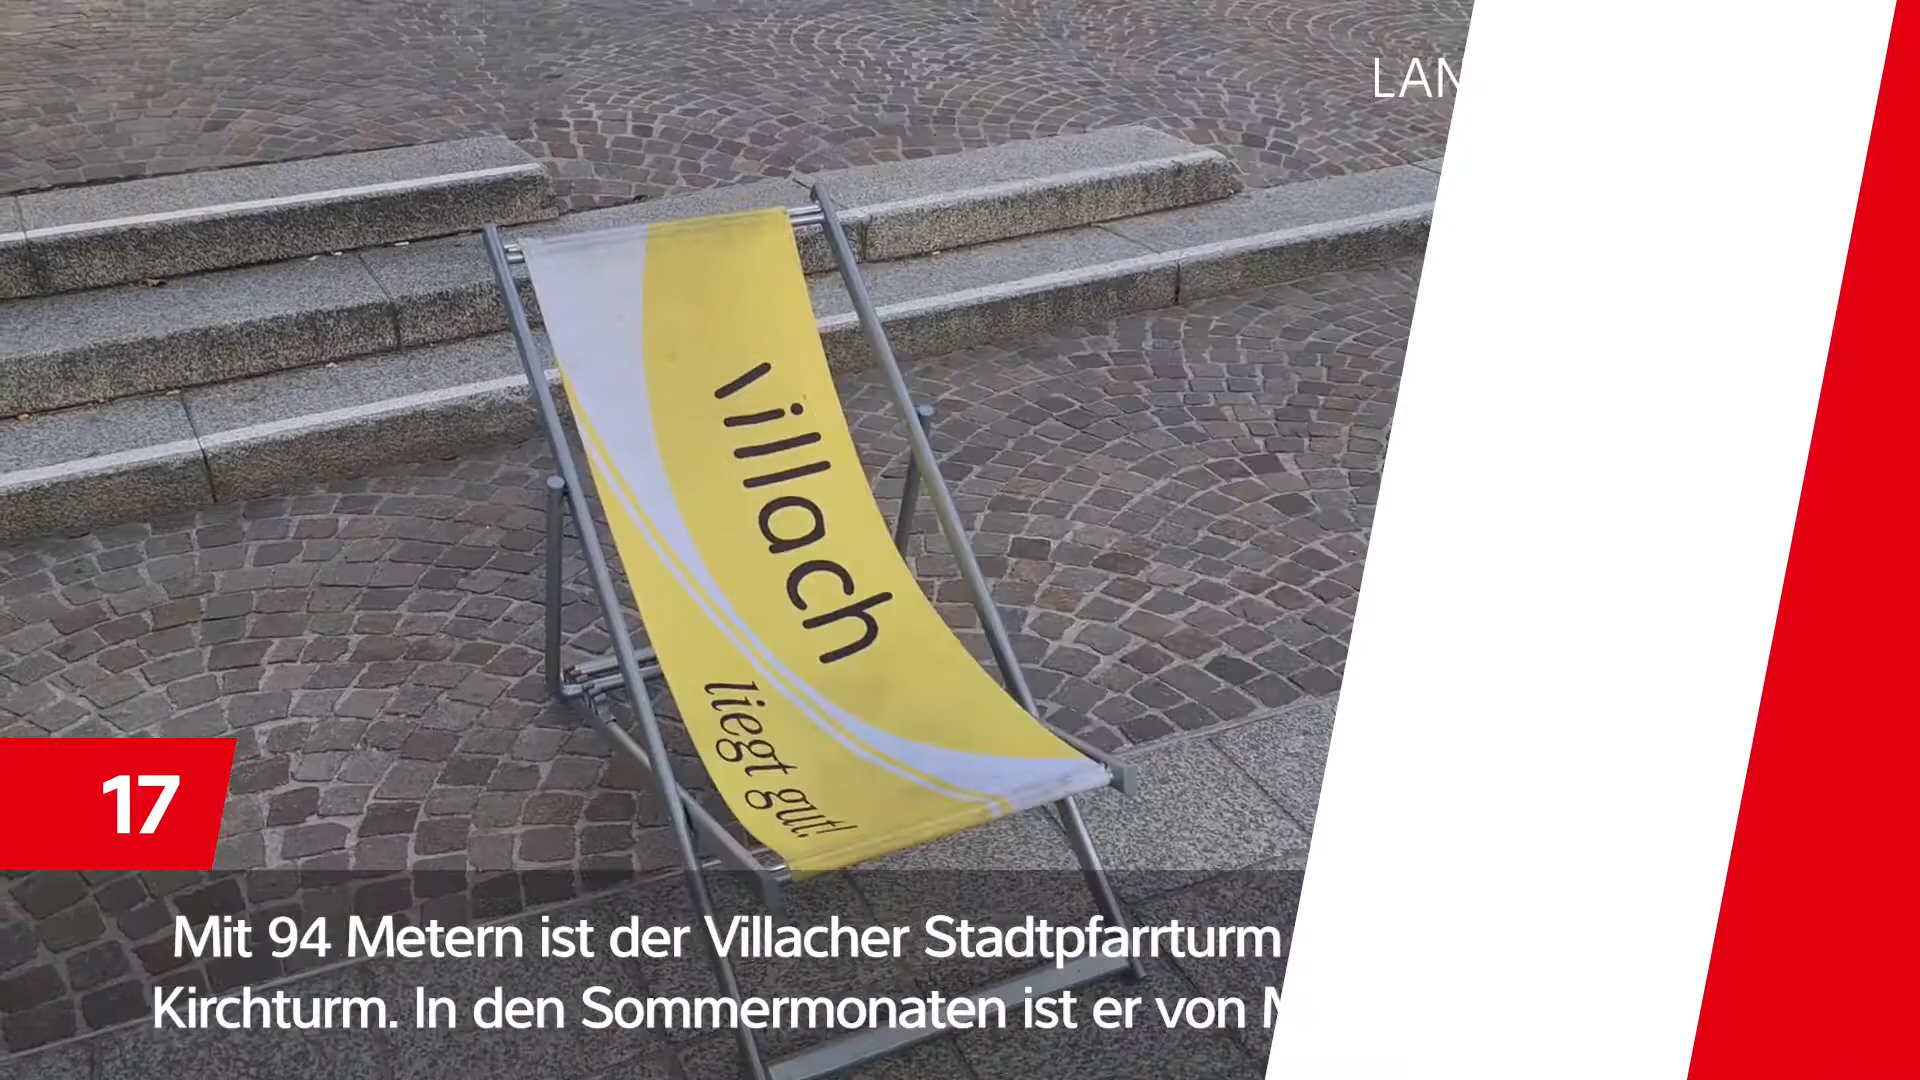 LAN
villach
liegt gut!
17
Mit 94 Metern ist der Villacher Stadtpfarrturm
Kirchturm. In den Sommermonaten ist er von